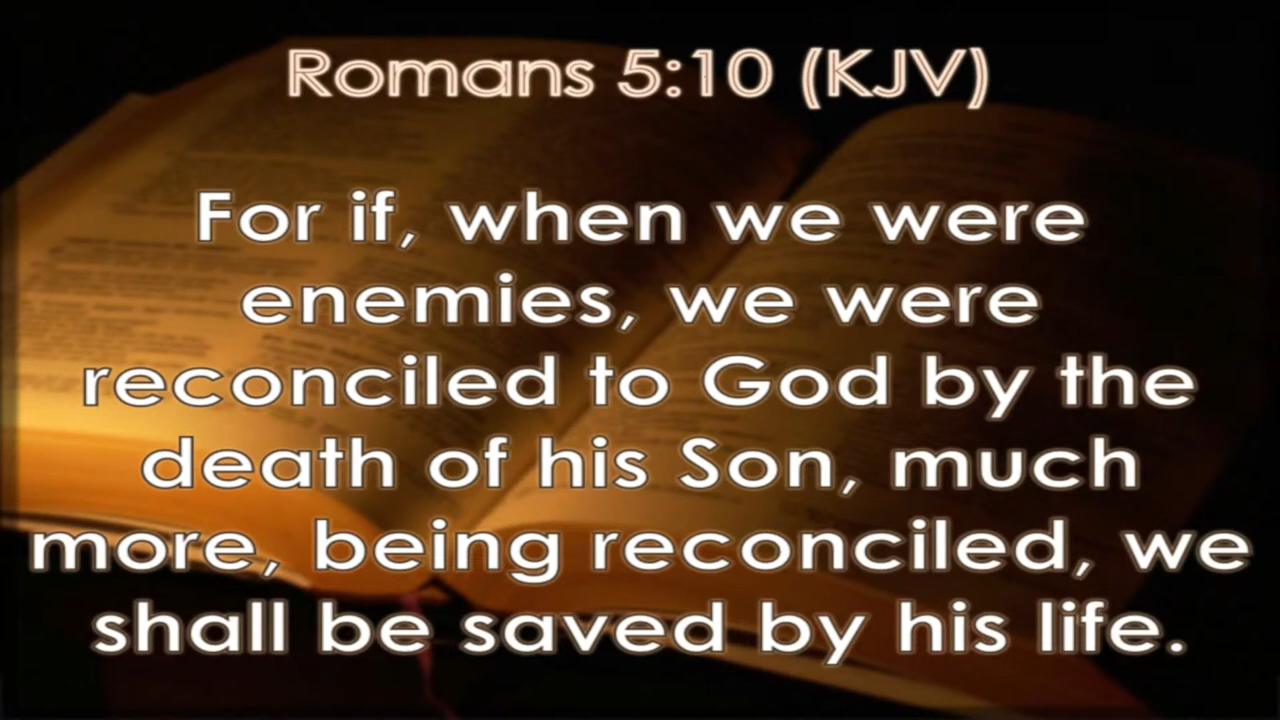 Romans 5:10 (KJV)
For if, when we were
enemies, we were
reconciled to God by the
death of his Son, much
more, being reconciled, we
shall be saved by his life.